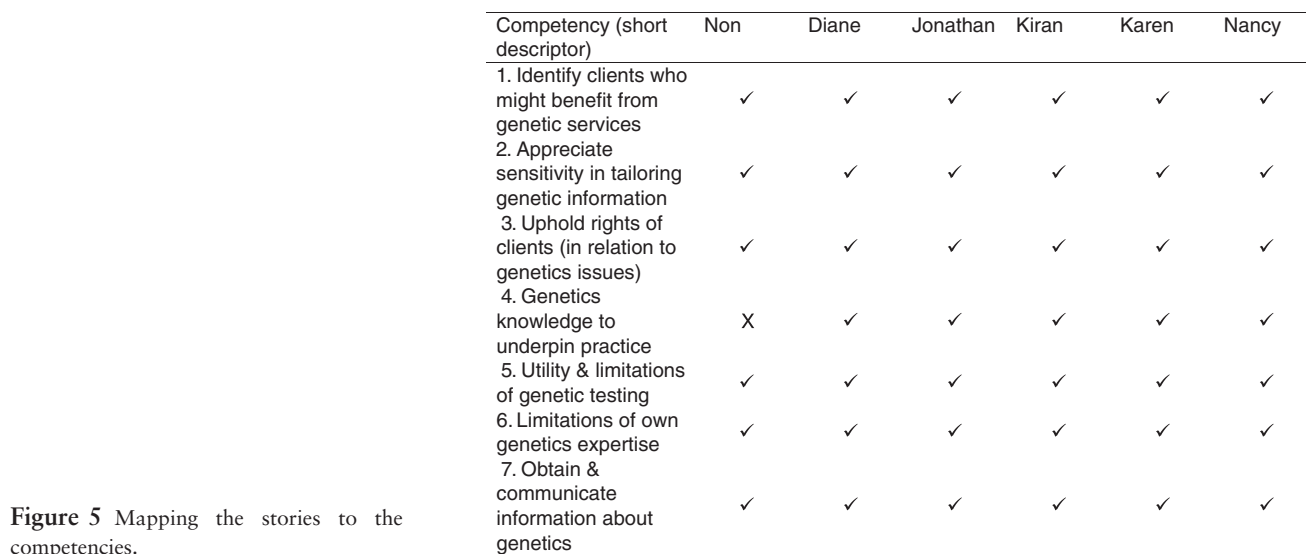 Competency (short Non Diane Jonathan Kiran Karen Nancy
descriptor)
1. Identify clients who
might benefit from ✓ ✓ ✓ ✓ ✓ ✓
genetic services
2. Appreciate
sensitivity in tailoring ✓ ✓ ✓ ✓ ✓ ✓
genetic information
3. Uphold rights of
clients (in relation to ✓ ✓ ✓ ✓ ✓ ✓
genetics issues)
4. Genetics
knowledge to X ✓ ✓ ✓ ✓ ✓
underpin practice
5. Utility & limitations
of genetic testing ✓ ✓ ✓ ✓ ✓ ✓
6. Limitations of own
genetics expertise ✓ ✓ ✓ ✓ ✓ ✓
7. Obtain &
communicate
information about ✓ ✓ ✓ ✓ ✓ ✓
genetics
Figure 5 Mapping the stories to the
competencies.